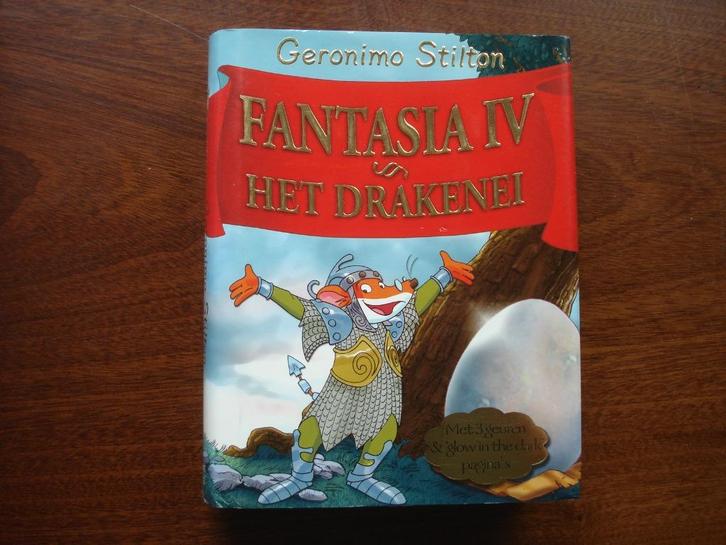 Geronimo Stilton
FANTASIA IV
HET DRAKENEI
Met 3 geuren
& 'glow in the dark'
pagina's